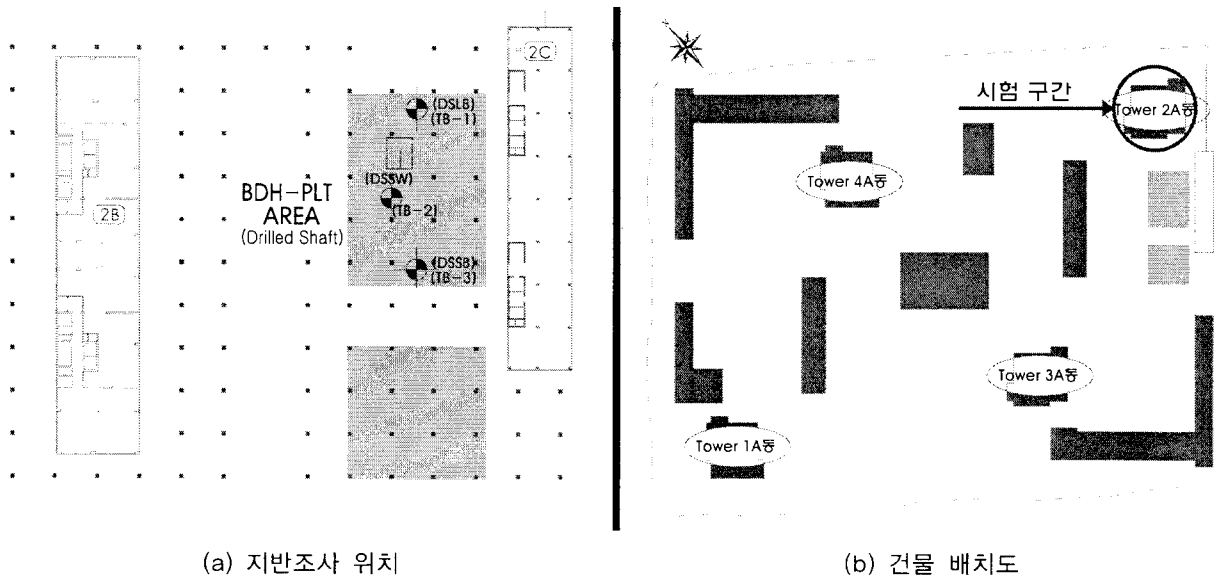 2C
(DSLB)
(TB-1)
(DSSW)
(TB-2)
BDH-PLT
AREA
(Drilled Shaft)
2B
(DSSB)
(TB-3)
(a) 지반조사 위치
시험 구간
Tower 2A동
Tower 4A동
Tower 3A동
Tower 1A동
(b) 건물 배치도